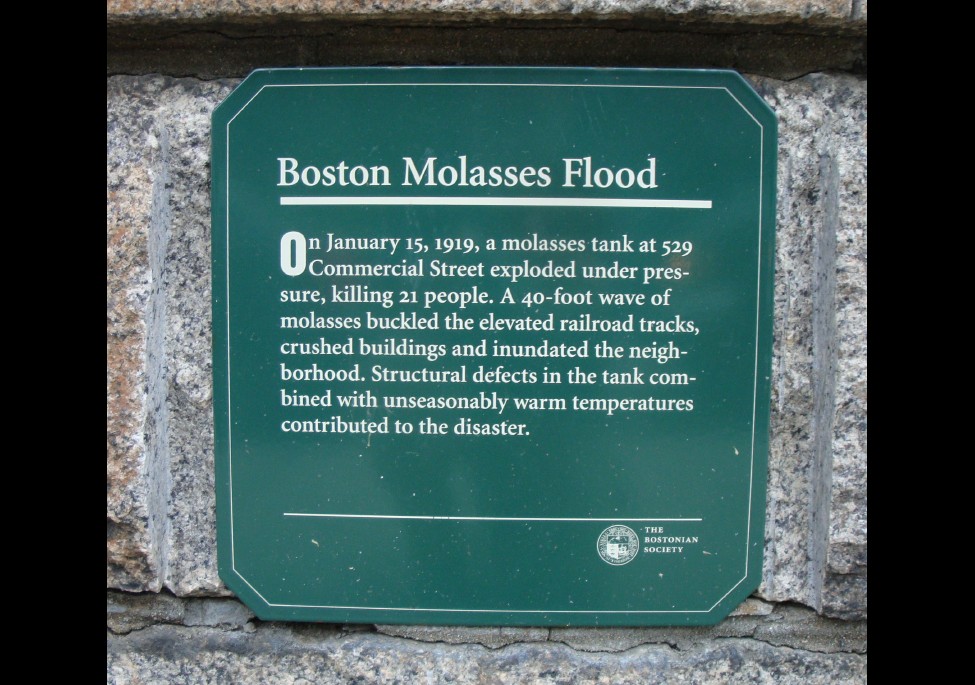 Boston Molasses Flood
On January 15, 1919, a molasses tank at 529
Commercial Street exploded under pres-
sure, killing 21 people. A 40-foot wave of
molasses buckled the elevated railroad tracks,
crushed buildings and inundated the neigh-
borhood. Structural defects in the tank com-
bined with unseasonably warm temperatures
contributed to the disaster.
THE
BOSTONIAN
SOCIETY